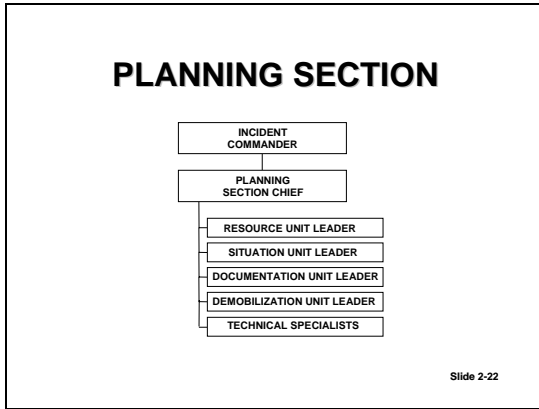 PLANNING SECTION
INCIDENT
COMMANDER
PLANNING
SECTION CHIEF
RESOURCE UNIT LEADER
SITUATION UNIT LEADER
DOCUMENTATION UNIT LEADER
DEMOBILIZATION UNIT LEADER
TECHNICAL SPECIALISTS
Slide 2-22